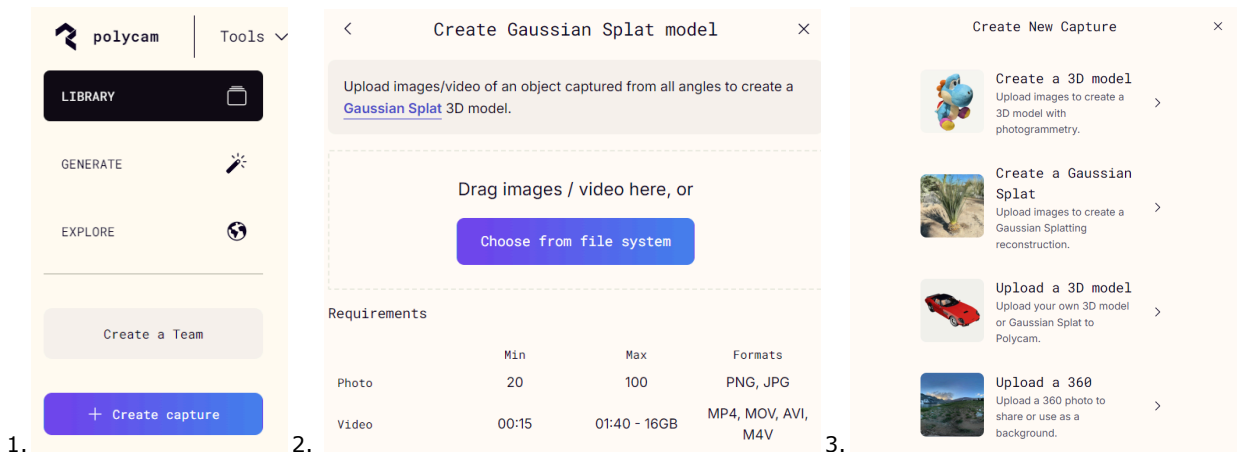 polycam
Tools
LIBRARY
GENERATE
EXPLORE
Create a Team
+ Create capture
1.
Create Gaussian Splat model
Upload images/video of an object captured from all angles to create a
Gaussian Splat 3D model.
Drag images / video here, or
Choose from file system
Requirements
Min Max Formats
Photo 20 100 PNG, JPG
Video 00:15 01:40 - 16GB MP4, MOV, AVI,
M4V
2.
Create New Capture
Create a 3D model
Upload images to create a
3D model with
photogrammetry.
Create a Gaussian
Splat
Upload images to create a
Gaussian Splatting
reconstruction.
Upload a 3D model
Upload your own 3D model
or Gaussian Splat to
Polycam.
Upload a 360
Upload a 360 photo to
share or use as a
background.
3.